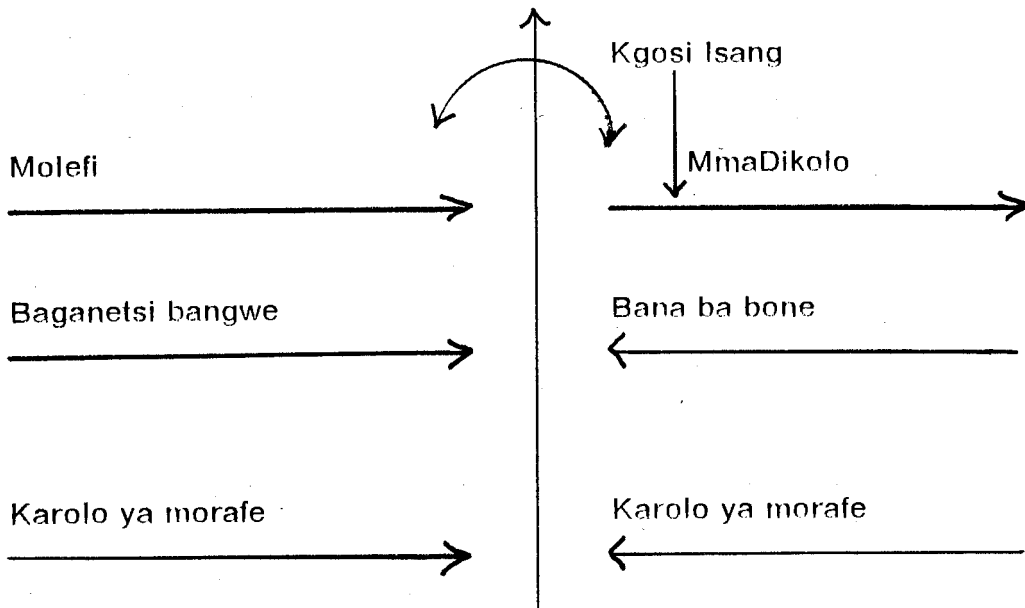 Kgosi Isang
Molefi
MmaDikolo
Baganetsi bangwe
Bana ba bone
Karolo ya morafe
Karolo ya morafe